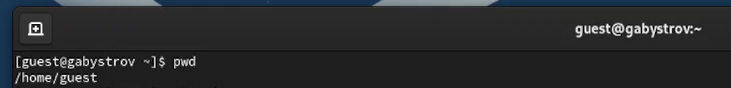 guest@gabystrov:~
[guest@gabystrov ~]$ pwd
/home/guest